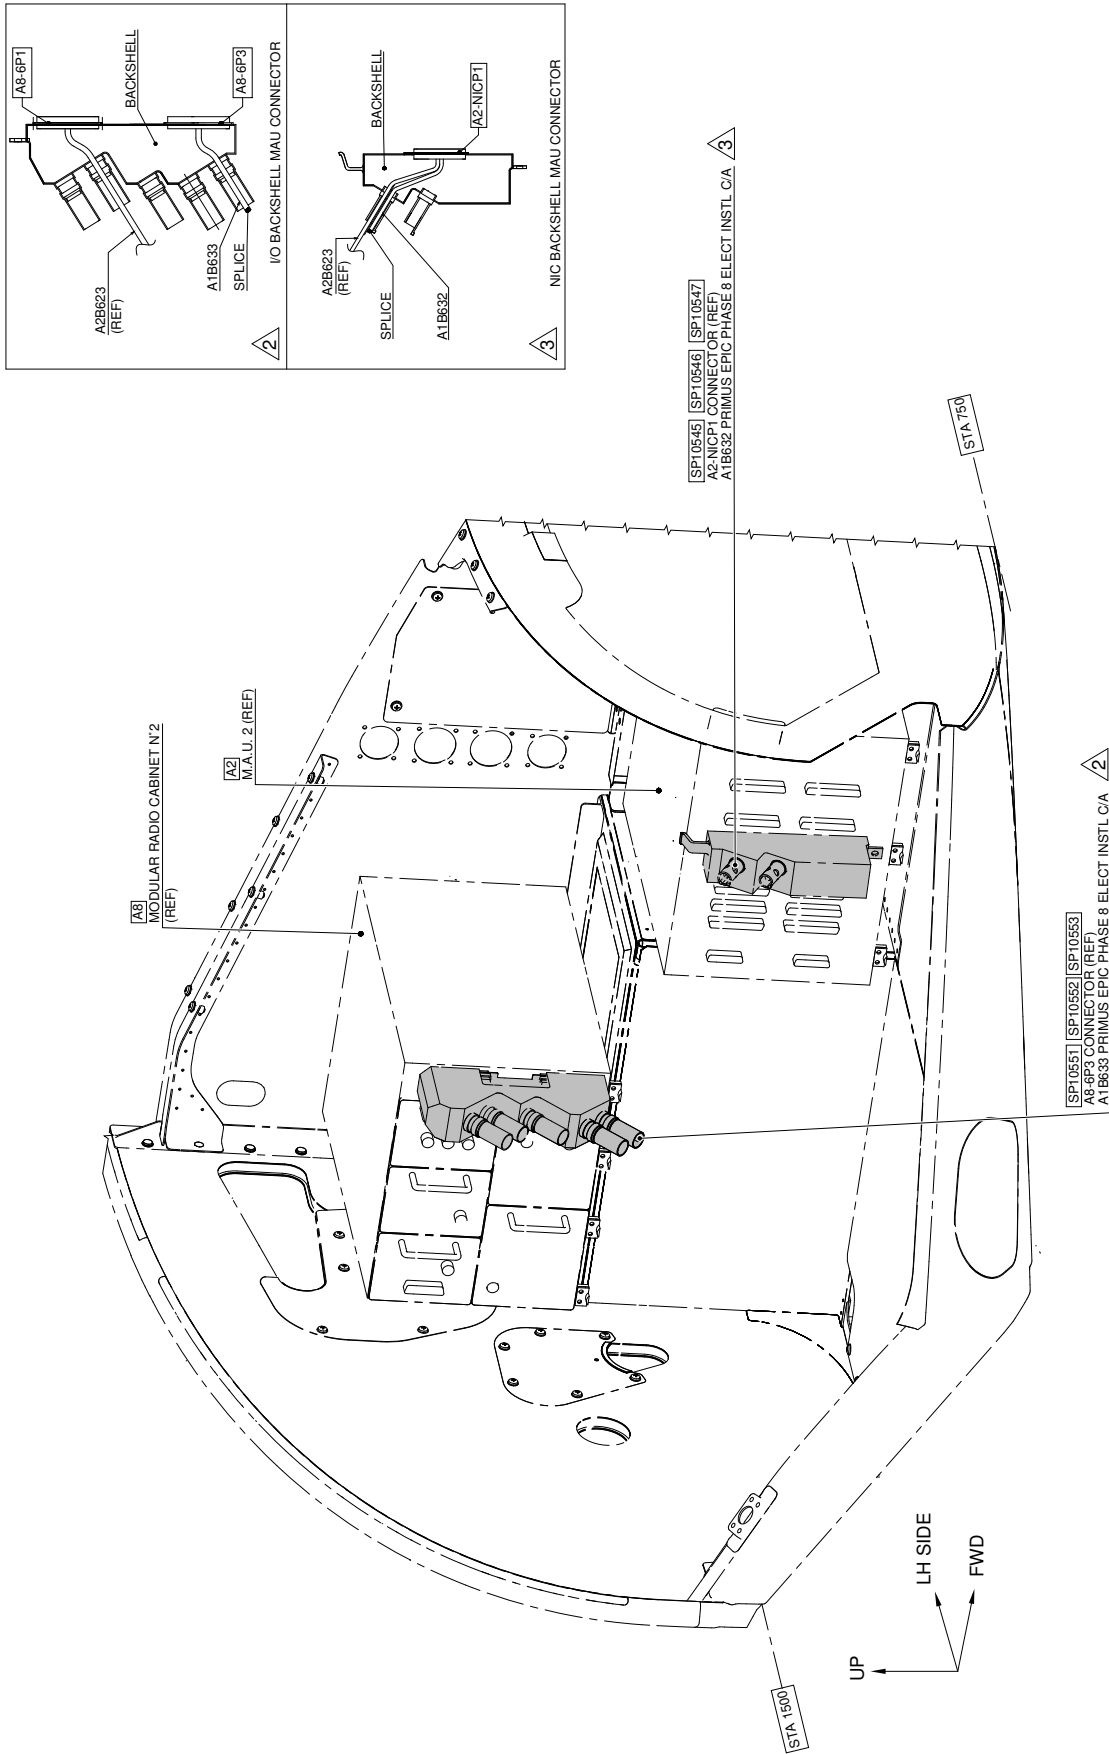 A8-6P1
BACKSHELL
A8-6P3
A2B623
(REF)
A1B633
SPLICE
I/O BACKSHELL MAU CONNECTOR
2
BACKSHELL
A2-NICP1
A2B623
(REF)
SPLICE
A1B632
NIC BACKSHELL MAU CONNECTOR
3
A8
MODULAR RADIO CABINET N°2
(REF)
A2
M.A.U. 2 (REF)
SP10545 SP10546 SP10547
A2-NICP1 CONNECTOR (REF)
A1B632 PRIMUS EPIC PHASE 8 ELECT INSTL C/A
3
STA 750
SP10551 SP10552 SP10553
A8-6P3 CONNECTOR (REF)
A1B633 PRIMUS EPIC PHASE 8 ELECT INSTL C/A
2
UP
LH SIDE
FWD
STA 1500